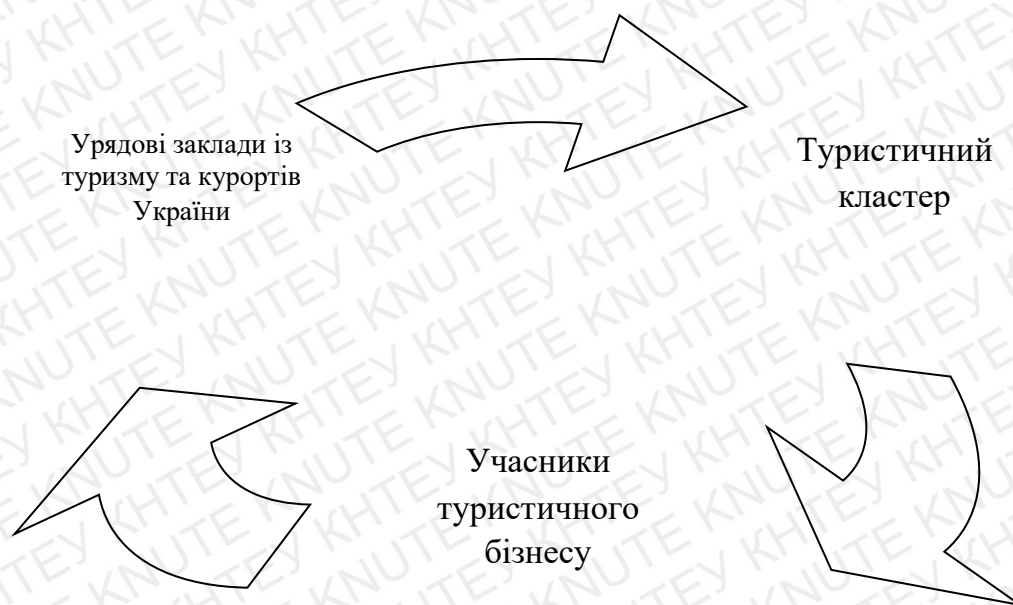 Урядові заклади із
туризму та курортів
України
Туристичний
кластер
Учасники
туристичного
бізнесу